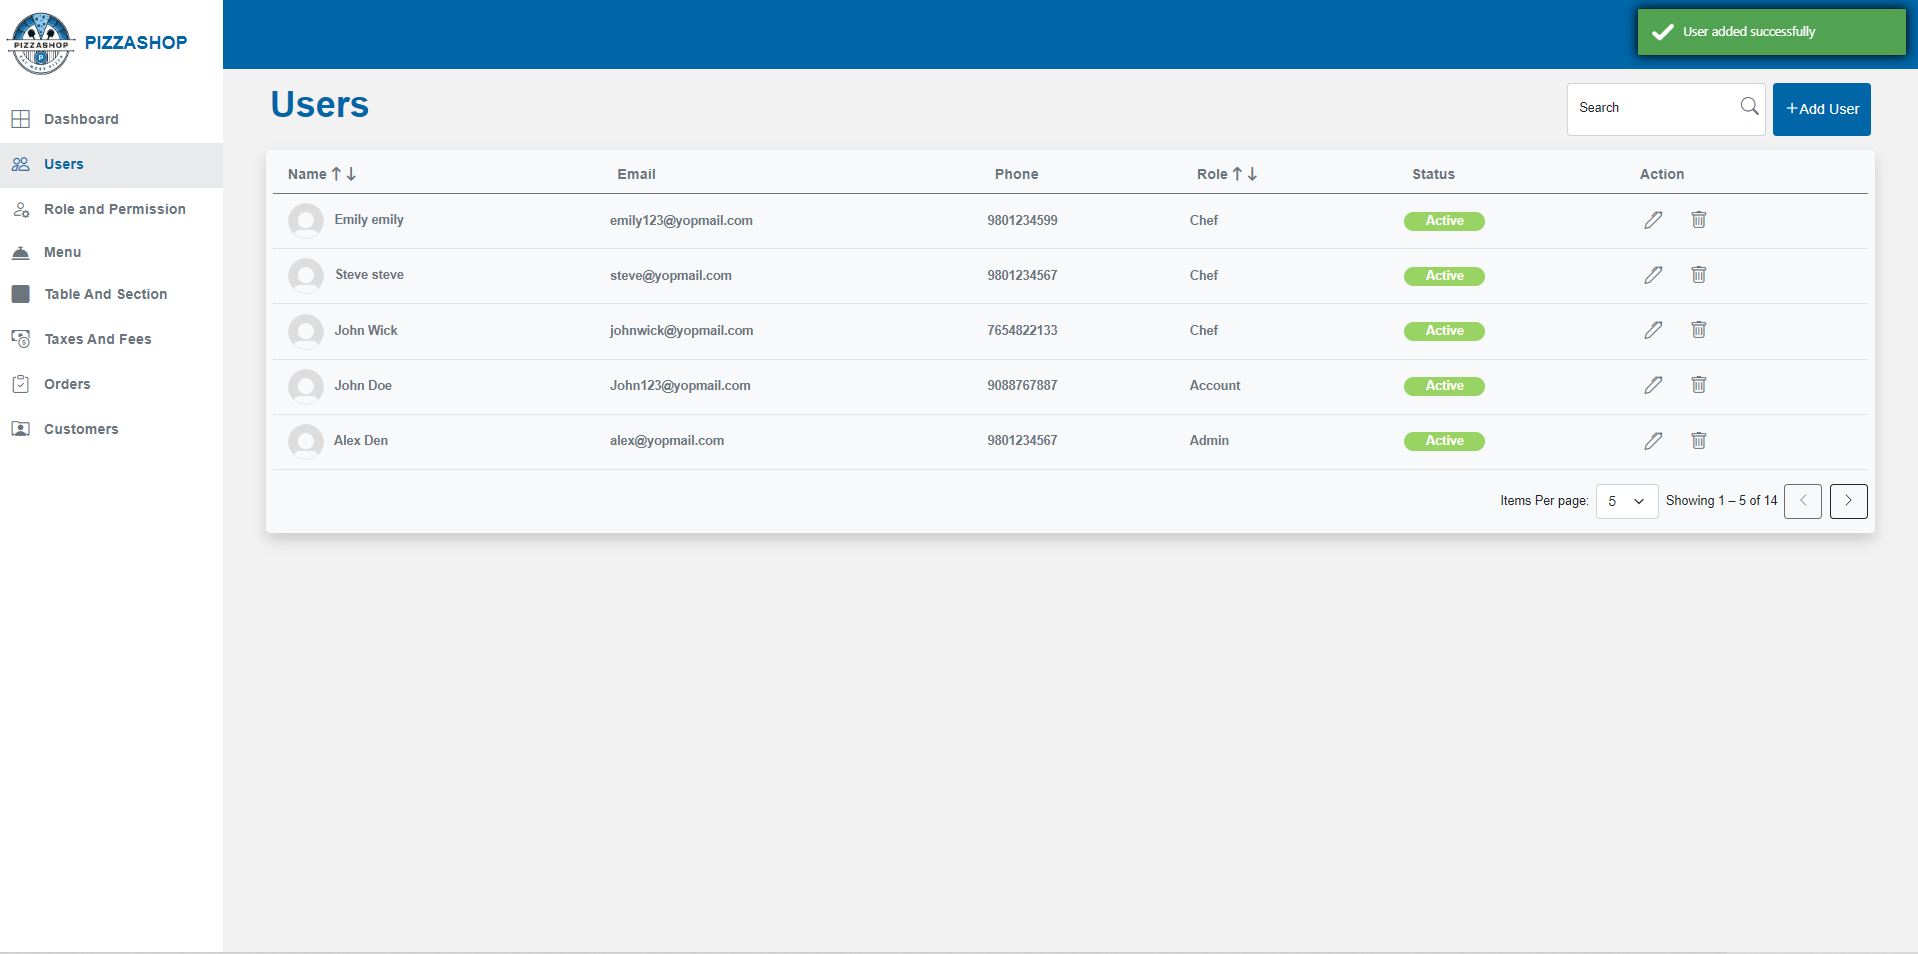 PIZZASHOP
EAT MORE PIZZA
PIZZASHOP
User added successfully
Dashboard
Users
Role and Permission
Menu
Table And Section
Taxes And Fees
Orders
Customers
Users
Search
+Add User
Name Email Phone Role Status Action
Emily emily emily123@yopmail.com 9801234599 Chef Active
Steve steve steve@yopmail.com 9801234567 Chef Active
John Wick johnwick@yopmail.com 7654822133 Chef Active
John Doe John123@yopmail.com 9088767887 Account Active
Alex Den alex@yopmail.com 9801234567 Admin Active
Items Per page: 5 Showing 1 – 5 of 14